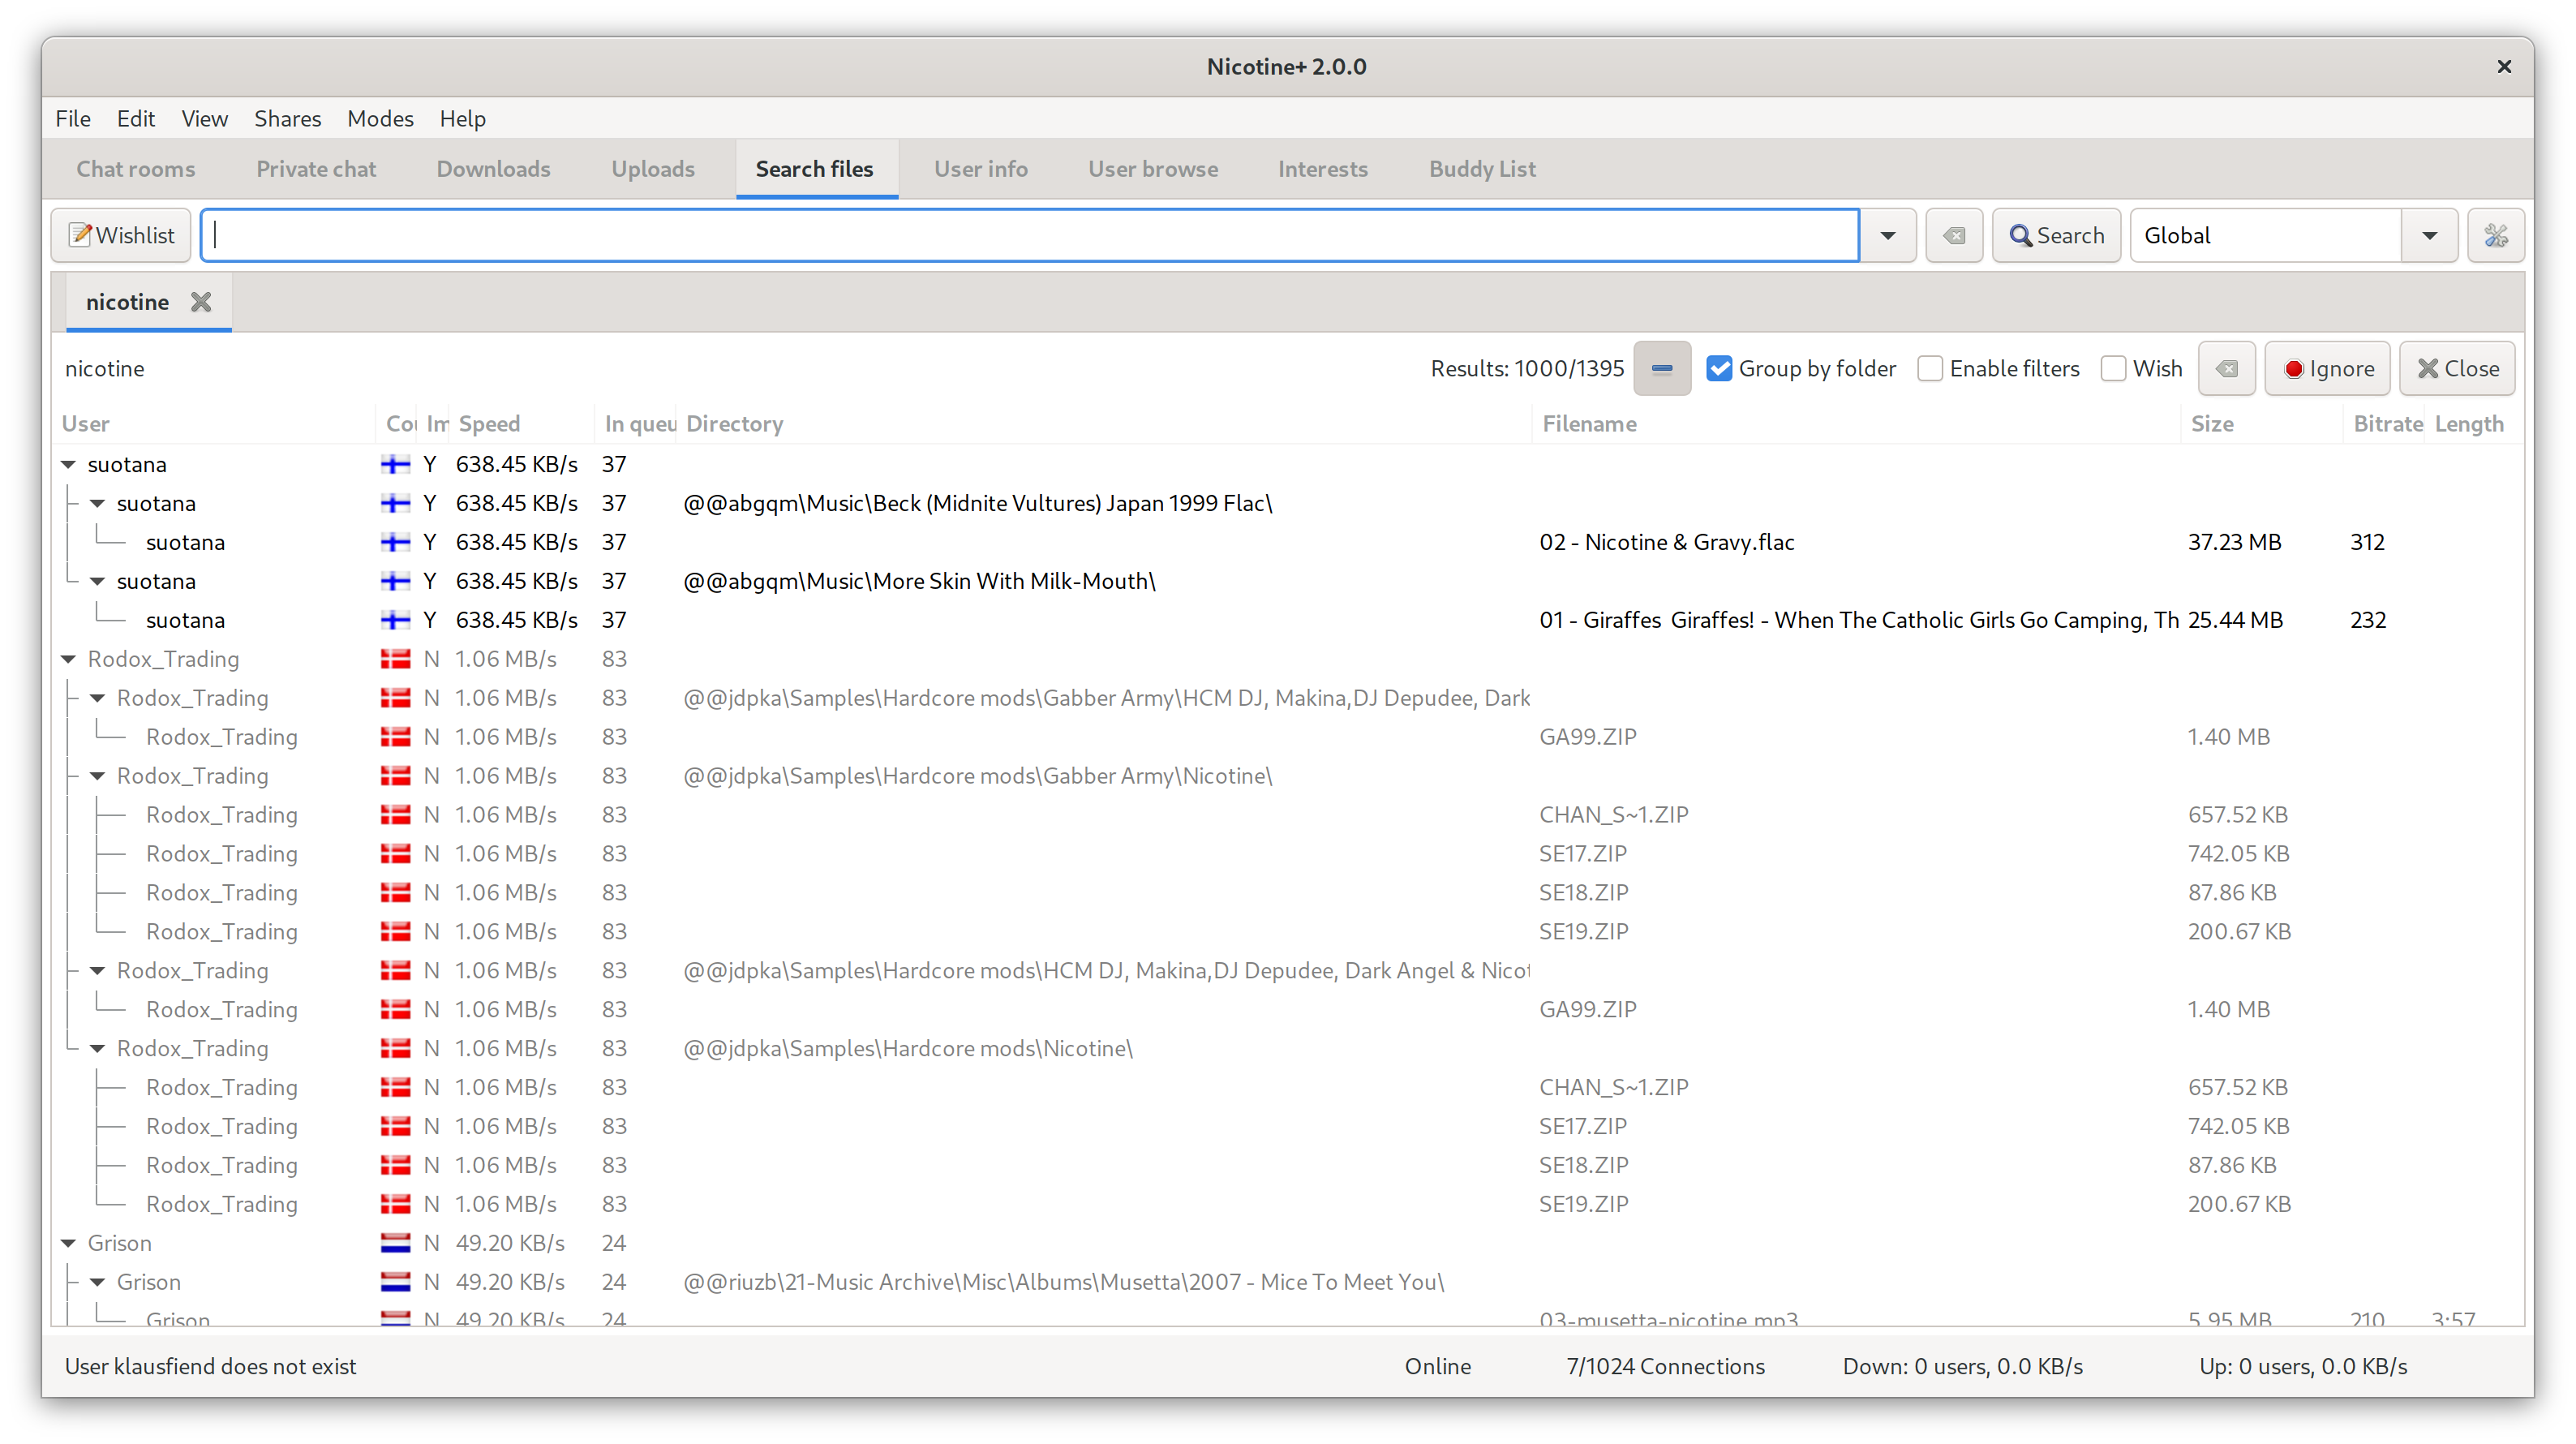 Nicotine+ 2.0.0
File Edit View Shares Modes Help
Chat rooms Private chat Downloads Uploads Search files User info User browse Interests Buddy List
Wishlist Search Global
nicotine
nicotine Results: 1000/1395 Group by folder Enable filters Wish Ignore Close
User Cou Im Speed In queu Directory Filename Size Bitrate Length
suotana Y 638.45 KB/s 37
suotana Y 638.45 KB/s 37 @@abgqm\Music\Beck (Midnite Vultures) Japan 1999 Flac\
suotana Y 638.45 KB/s 37 02 - Nicotine & Gravy.flac 37.23 MB 312
suotana Y 638.45 KB/s 37 @@abgqm\Music\More Skin With Milk-Mouth\
suotana Y 638.45 KB/s 37 01 - Giraffes  Giraffes! - When The Catholic Girls Go Camping, Th 25.44 MB 232
Rodox_Trading N 1.06 MB/s 83
Rodox_Trading N 1.06 MB/s 83 @@jdpka\Samples\Hardcore mods\Gabber Army\HCM DJ, Makina,DJ Depudee, Dark
Rodox_Trading N 1.06 MB/s 83 GA99.ZIP 1.40 MB
Rodox_Trading N 1.06 MB/s 83 @@jdpka\Samples\Hardcore mods\Gabber Army\Nicotine\
Rodox_Trading N 1.06 MB/s 83 CHAN_S~1.ZIP 657.52 KB
Rodox_Trading N 1.06 MB/s 83 SE17.ZIP 742.05 KB
Rodox_Trading N 1.06 MB/s 83 SE18.ZIP 87.86 KB
Rodox_Trading N 1.06 MB/s 83 SE19.ZIP 200.67 KB
Rodox_Trading N 1.06 MB/s 83 @@jdpka\Samples\Hardcore mods\HCM DJ, Makina,DJ Depudee, Dark Angel & Nicot
Rodox_Trading N 1.06 MB/s 83 GA99.ZIP 1.40 MB
Rodox_Trading N 1.06 MB/s 83 @@jdpka\Samples\Hardcore mods\Nicotine\
Rodox_Trading N 1.06 MB/s 83 CHAN_S~1.ZIP 657.52 KB
Rodox_Trading N 1.06 MB/s 83 SE17.ZIP 742.05 KB
Rodox_Trading N 1.06 MB/s 83 SE18.ZIP 87.86 KB
Rodox_Trading N 1.06 MB/s 83 SE19.ZIP 200.67 KB
Grison N 49.20 KB/s 24
Grison N 49.20 KB/s 24 @@riuzb\21-Music Archive\Misc\Albums\Musetta\2007 - Mice To Meet You\
Grison N 49.20 KB/s 24 03-musetta-nicotine.mp3 5.95 MB 210 3:57
User klausfiend does not exist Online 7/1024 Connections Down: 0 users, 0.0 KB/s Up: 0 users, 0.0 KB/s